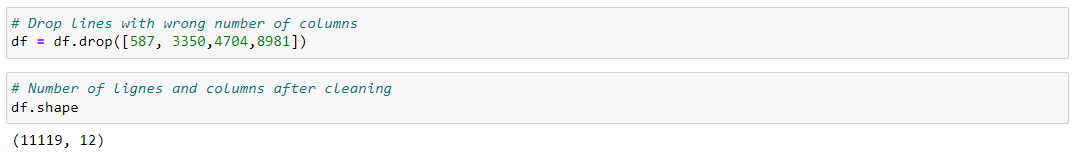 # Drop lines with wrong number of columns
df = df.drop([587, 3350,4704,8981])
# Number of lignes and columns after cleaning
df.shape
(11119, 12)